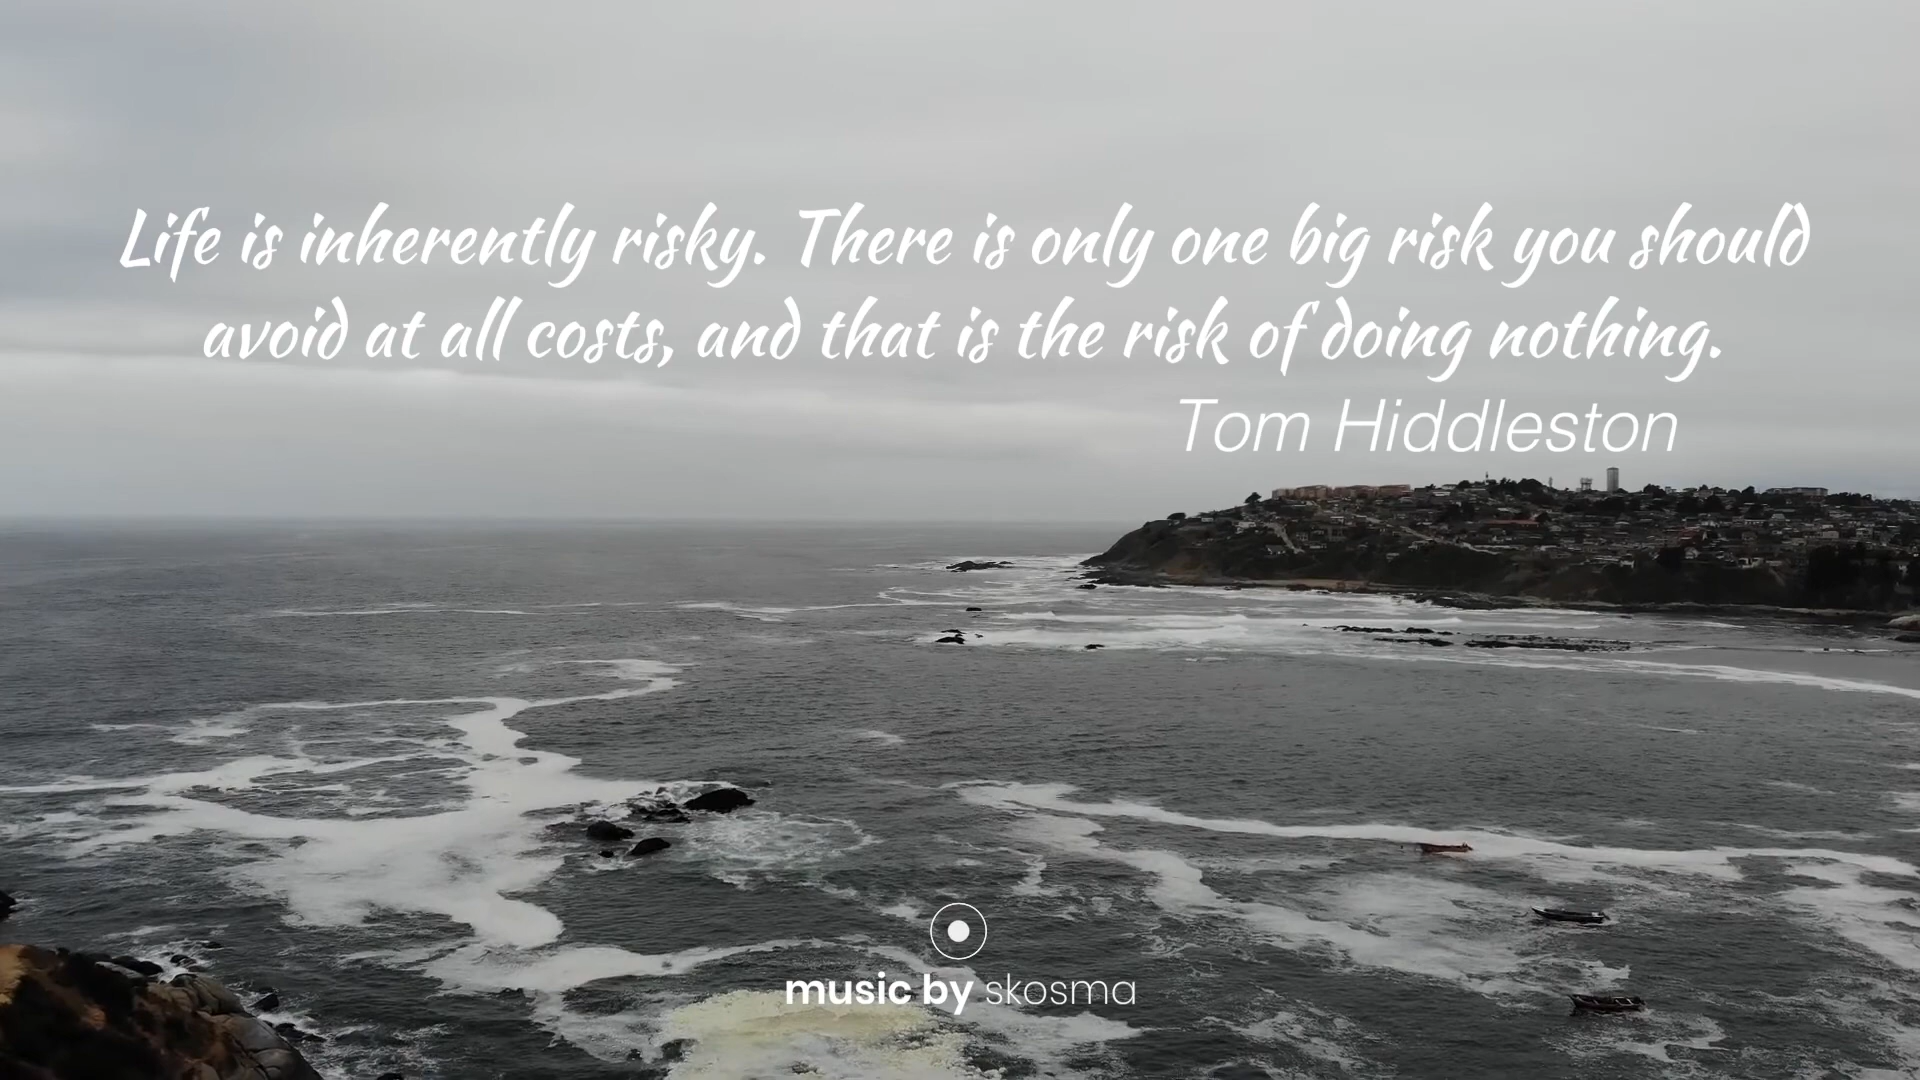 Life is inherently risky. There is only one big risk you should
avoid at all costs, and that is the risk of doing nothing.
Tom Hiddleston
music by skosma